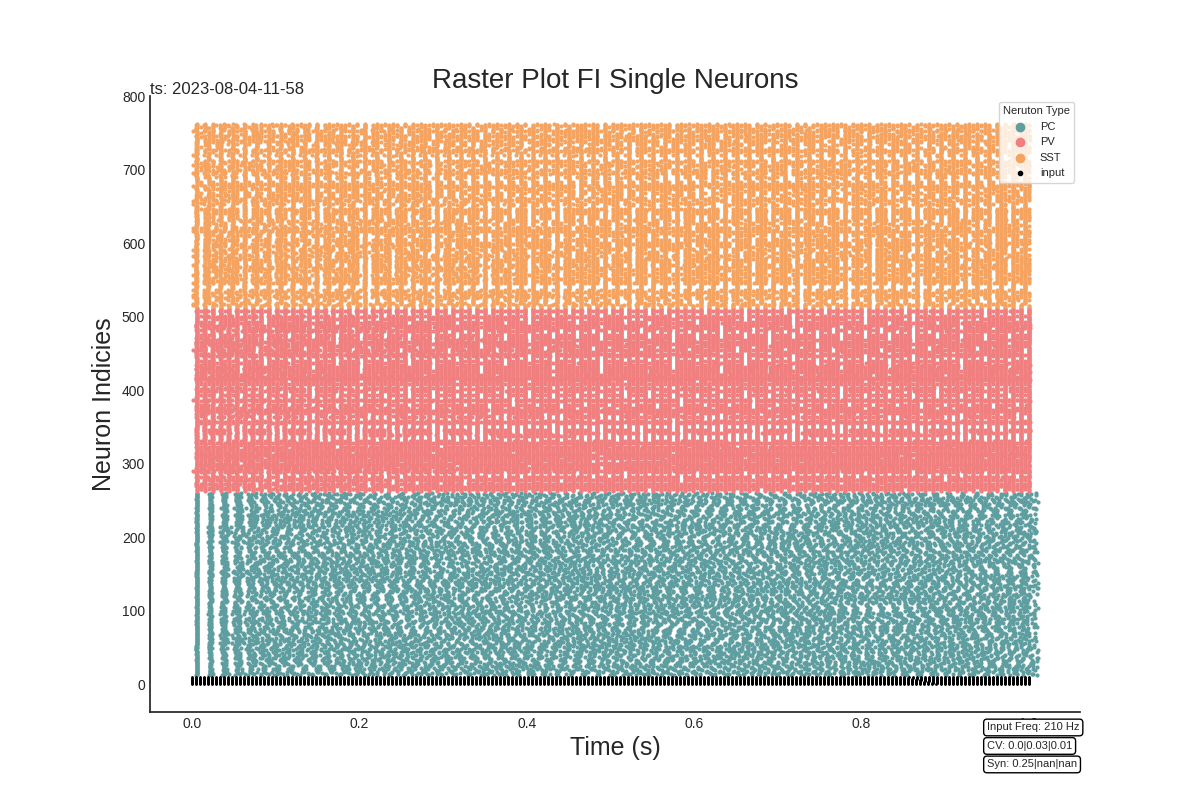 Raster Plot FI Single Neurons
ts: 2023-08-04-11-58
Neruton Type
PC
PV
SST
input
800
700
600
500
400
300
200
100
0
Neuron Indicies
0.0 0.2 0.4 0.6 0.8
Time (s)
Input Freq: 210 Hz
CV: 0.0|0.03|0.01
Syn: 0.25|nan|nan